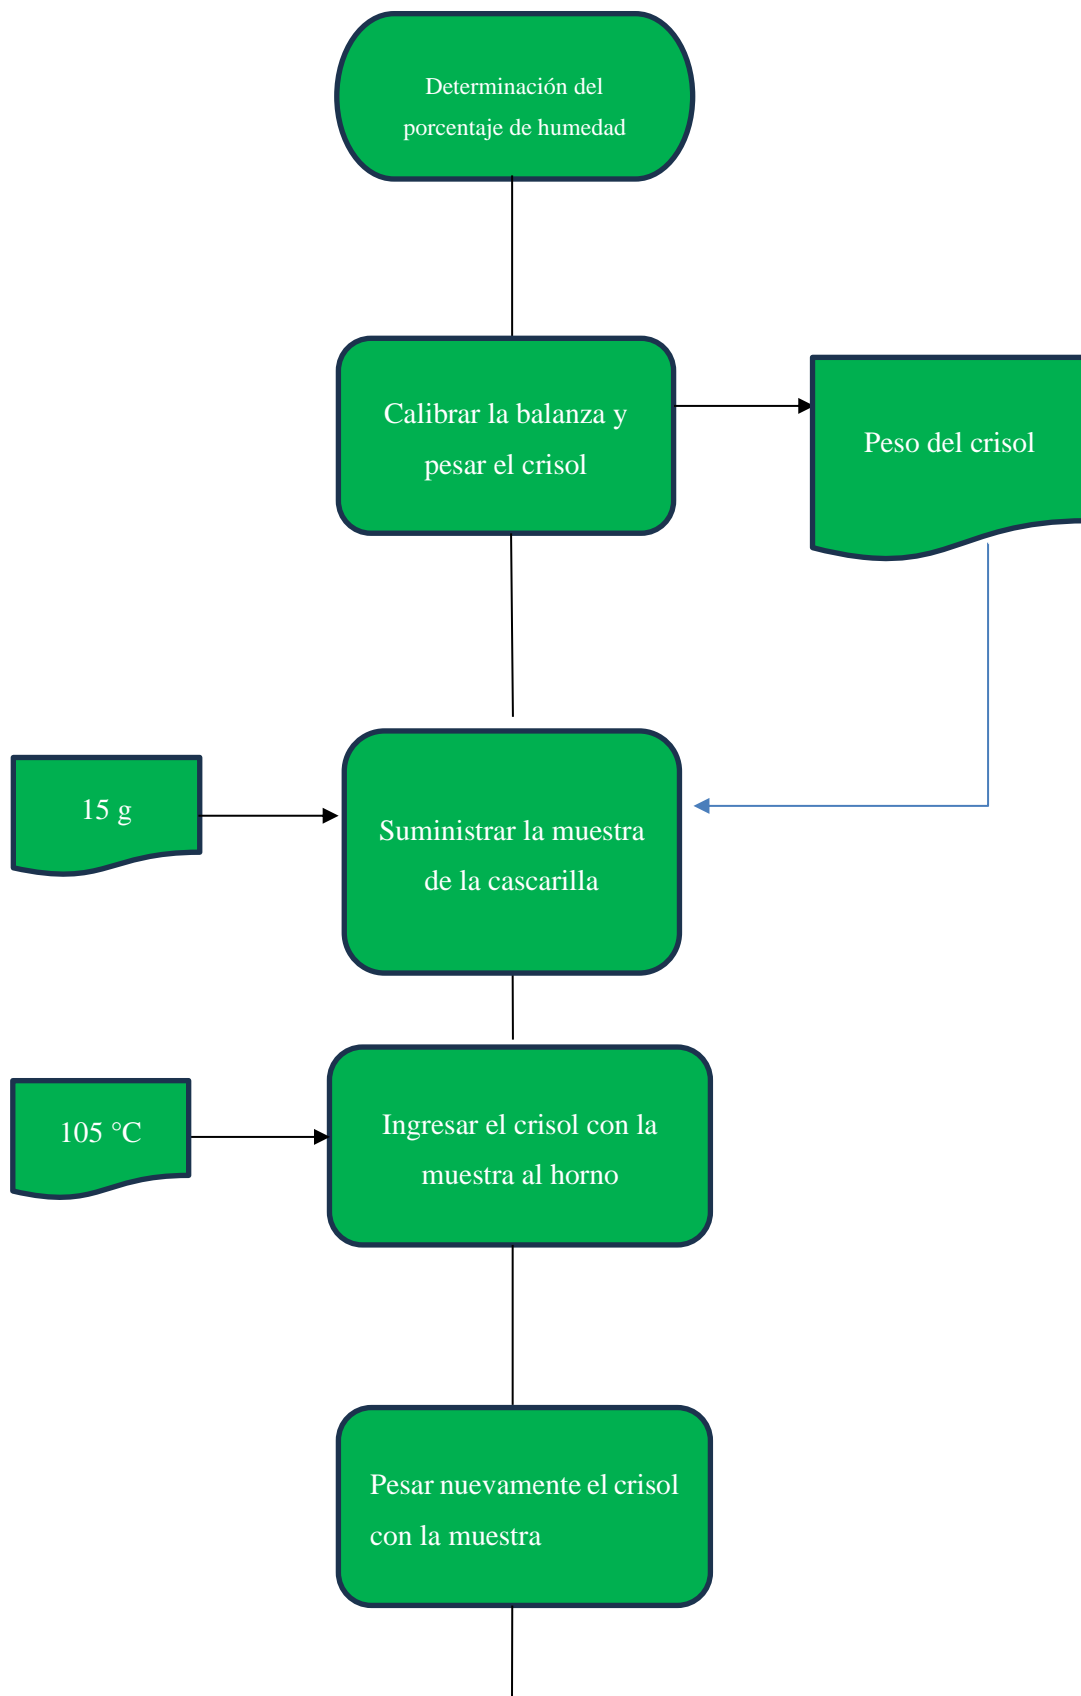 Determinación del
porcentaje de humedad
Calibrar la balanza y
pesar el crisol
Peso del crisol
15 g
Suministrar la muestra
de la cascarilla
105 °C
Ingresar el crisol con la
muestra al horno
Pesar nuevamente el crisol
con la muestra